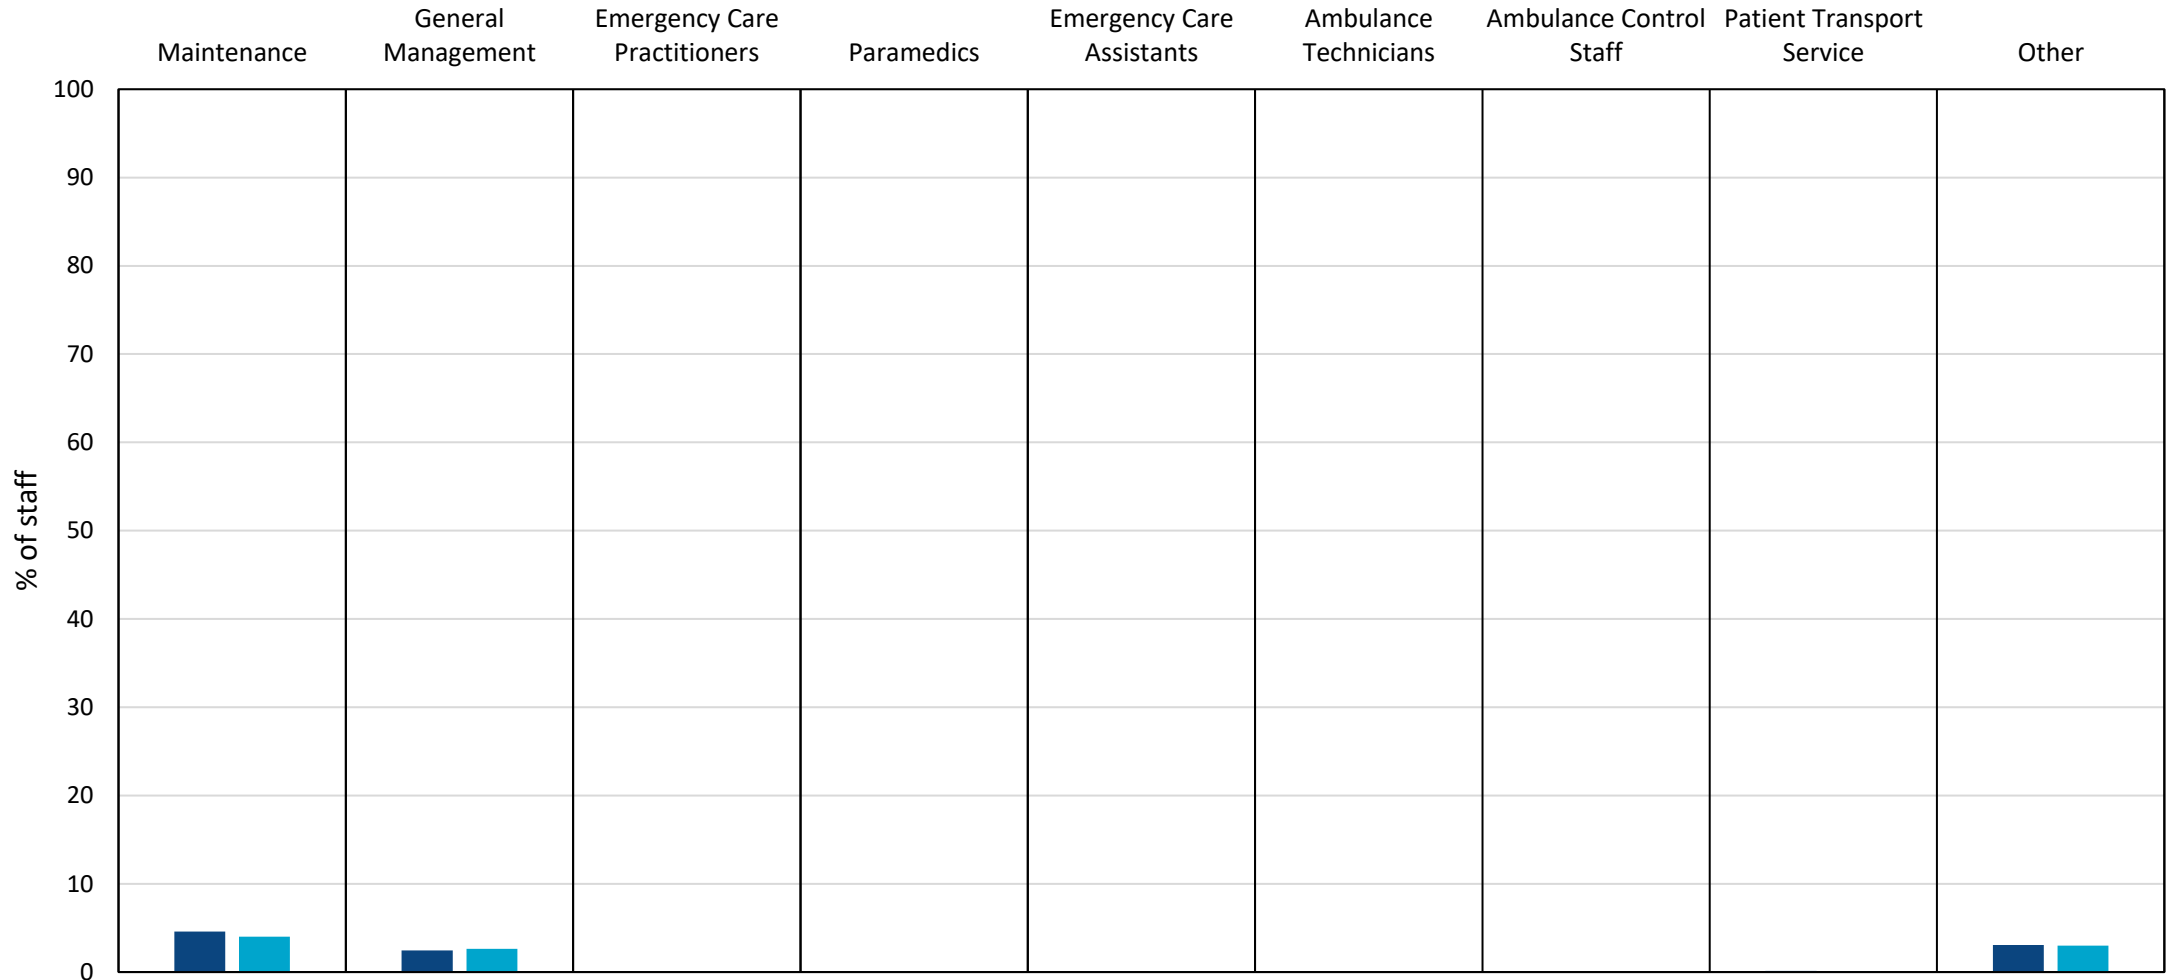 Maintenance
General
Management
Emergency Care
Practitioners
Paramedics
Emergency Care
Assistants
Ambulance
Technicians
Ambulance Control
Staff
Patient Transport
Service
Other
100
90
80
70
60
50
40
30
20
10
0
% of staff